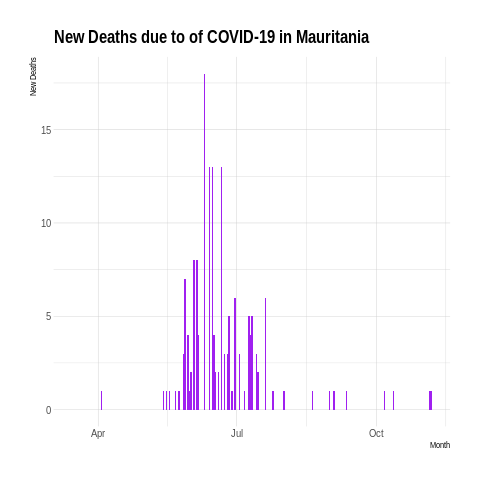 New Deaths due to of COVID-19 in Mauritania
New Deaths
15
10
5
0
Apr
Jul
Oct
Month